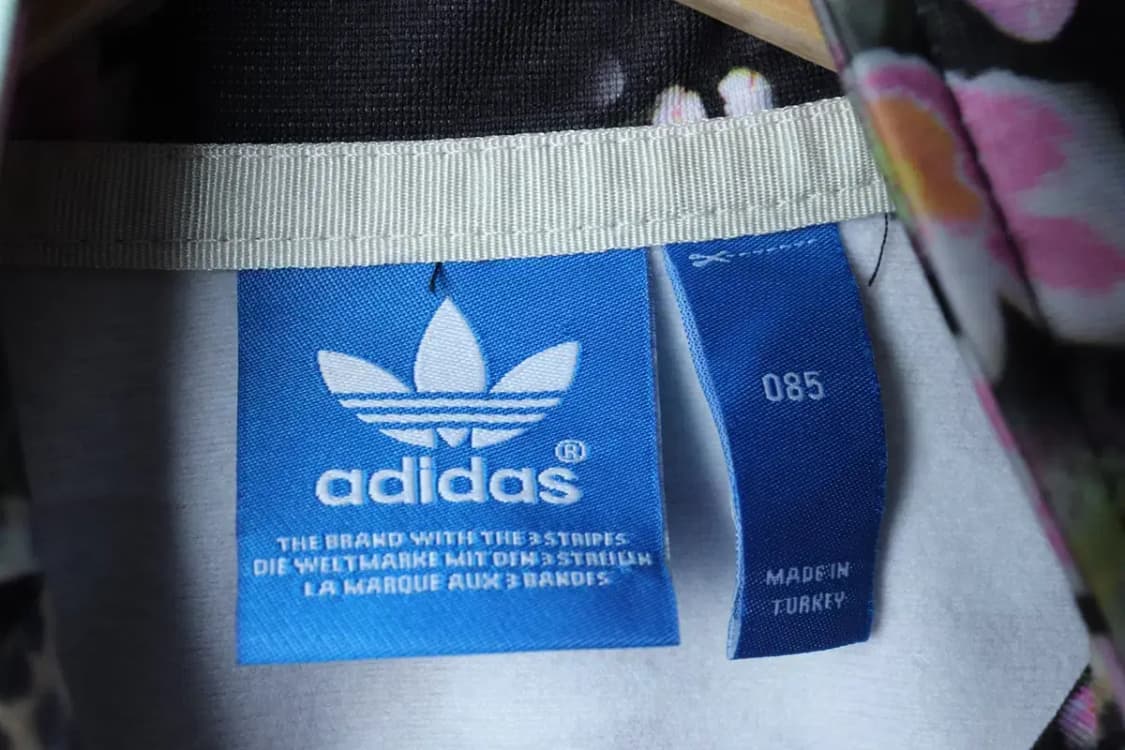 adidas®
THE BRAND WITH THE 3 STRIPES
DIE WELTMARKE MIT DEN 3 STREIFEN
LA MARQUE AUX 3 BANDES
085
MADE IN
TURKEY